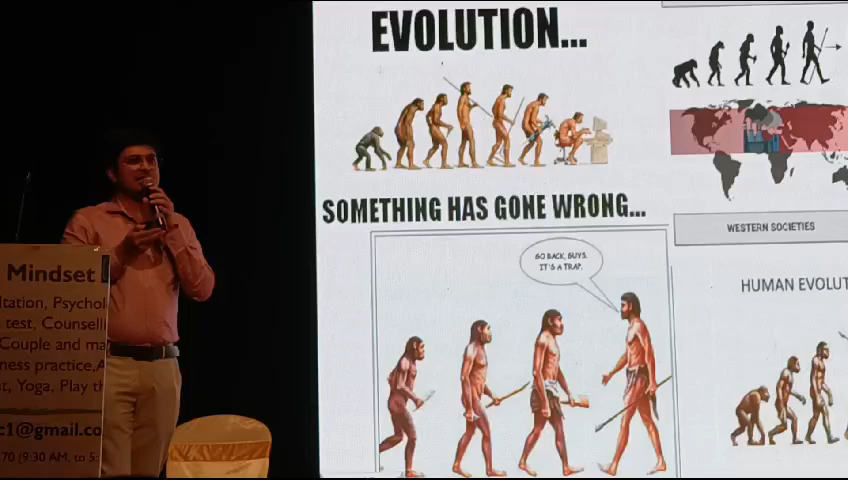 EVOLUTION...
SOMETHING HAS GONE WRONG...
GO BACK, GUYS.
IT'S A TRAP.
WESTERN SOCIETIES
HUMAN EVOLUT
Mindset
ltation, Psychol
test, Counselli
Couple and ma
ness practice,A
t, Yoga, Play th
c1@gmail.co
70 (9:30 AM, to 5: